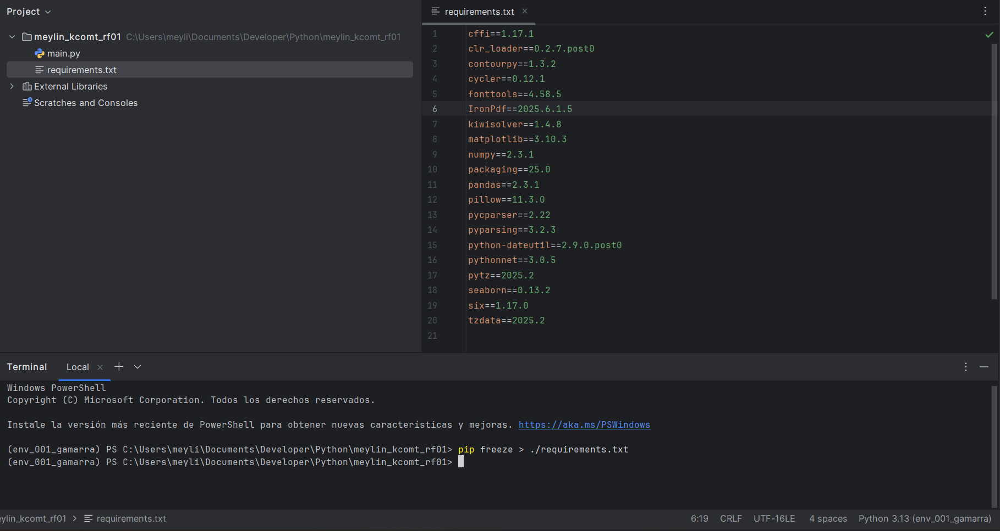 Project
meylin_kcomt_rf01 C:\Users\meyli\Documents\Developer\Python\meylin_kcomt_rf01
main.py
requirements.txt
External Libraries
Scratches and Consoles
requirements.txt
1 cffi==1.17.1
2 clr_loader==0.2.7.post0
3 contourpy==1.3.2
4 cycler==0.12.1
5 fonttools==4.58.5
6 IronPdf==2025.6.1.5
7 kiwisolver==1.4.8
8 matplotlib==3.10.3
9 numpy==2.3.1
10 packaging==25.0
11 pandas==2.3.1
12 pillow==11.3.0
13 pycparser==2.22
14 pyparsing==3.2.3
15 python-dateutil==2.9.0.post0
16 pythonnet==3.0.5
17 pytz==2025.2
18 seaborn==0.13.2
19 six==1.17.0
20 tzdata==2025.2
21
Terminal Local
Windows PowerShell
Copyright (C) Microsoft Corporation. Todos los derechos reservados.
Instale la versión más reciente de PowerShell para obtener nuevas características y mejoras. https://aka.ms/PSWindows
(env_001_gamarra) PS C:\Users\meyli\Documents\Developer\Python\meylin_kcomt_rf01> pip freeze > ./requirements.txt
(env_001_gamarra) PS C:\Users\meyli\Documents\Developer\Python\meylin_kcomt_rf01>
eylin_kcomt_rf01 > requirements.txt 6:19 CRLF UTF-16LE 4 spaces Python 3.13 (env_001_gamarra)